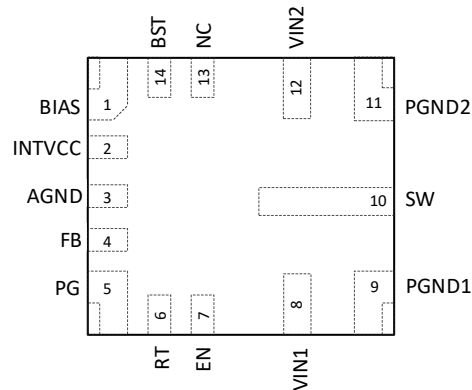 BST
NC
VIN2
14
13
12
BIAS
1
11
PGND2
INTVCC
2
AGND
3
10
SW
FB
4
PG
5
9
PGND1
6
7
8
RT
EN
VIN1